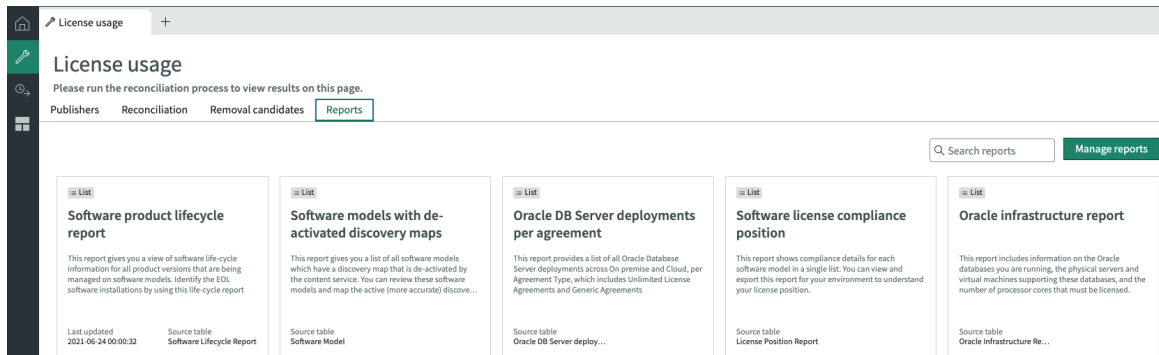 License usage
License usage
Please run the reconciliation process to view results on this page.
Publishers Reconciliation Removal candidates Reports
Search reports Manage reports
List
Software product lifecycle
report
This report gives you a view of software life-cycle
information for all product versions that are being
managed on software models. Identify the EOL
software installations by using this life-cycle report
Last updated Source table
2021-06-24 00:00:32 Software Lifecycle Report
List
Software models with de-
activated discovery maps
This report gives you a list of all software models
which have a discovery map that is de-activated by
the content service. You can review these software
models and map the active (more accurate) discove...
Source table
Software Model
List
Oracle DB Server deployments
per agreement
This report provides a list of all Oracle Database
Server deployments across On premise and Cloud, per
Agreement Type, which includes Unlimited License
Agreements and Generic Agreements
Source table
Oracle DB Server deploy...
List
Software license compliance
position
This report shows compliance details for each
software model in a single list. You can view and
export this report for your environment to understand
your license position.
Source table
License Position Report
List
Oracle infrastructure report
This report includes information on the Oracle
databases you are running, the physical servers and
virtual machines supporting these databases, and the
number of processor cores that must be licensed.
Source table
Oracle Infrastructure Re...